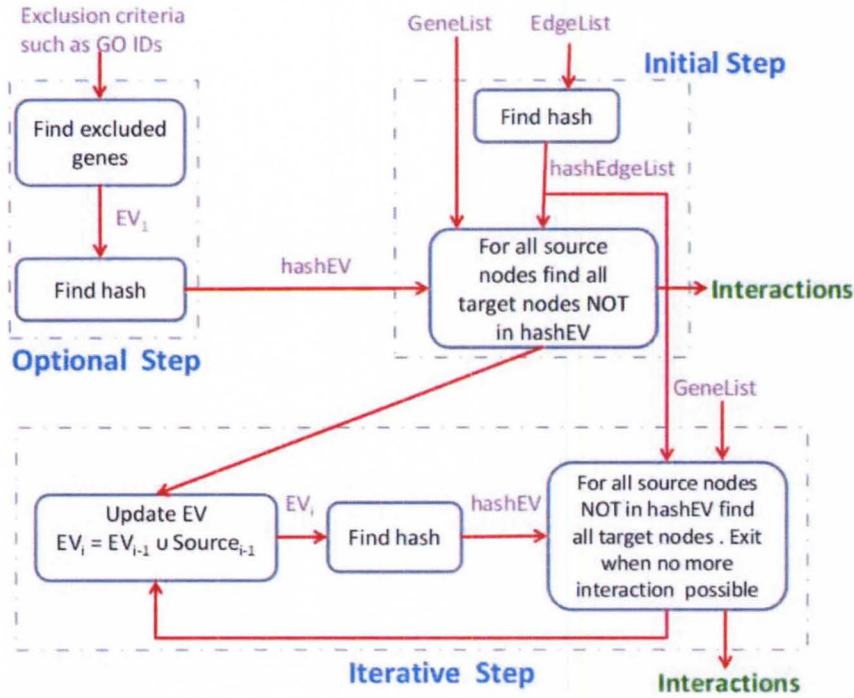 Exclusion criteria
such as GO IDs
GeneList
EdgeList
Initial Step
Find excluded
genes
Find hash
hashEdgeList
EV1
Find hash
hashEV
For all source
nodes find all
target nodes NOT
in hashEV
Interactions
Optional Step
GeneList
Update EV
EVi = EVi-1 ∪ Sourcei-1
EVi
Find hash
hashEV
For all source nodes
NOT in hashEV find
all target nodes . Exit
when no more
interaction possible
Iterative Step
Interactions